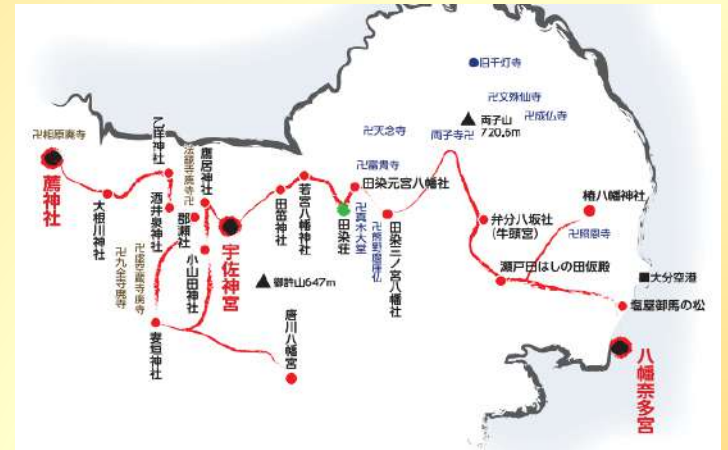 ●旧千灯寺
卍文殊仙寺
卍成仏寺
▲両子山
720.6m
両子寺卍
卍天念寺
卍富貴寺
卍相原廃寺
薦神社
大根川神社
乙咩神社
酒井泉神社
法鏡寺廃寺卍
鷹居神社
郡瀬社
小山田神社
宇佐神宮
卍虚空蔵寺廃寺
卍九全寺廃寺
妻垣神社
▲御許山647m
唐川八幡宮
田笛神社
若宮八幡神社
田染荘
田染元宮八幡社
卍真木大堂
卍熊野磨崖仏
田染三ノ宮八幡社
弁分八坂社
(牛頭宮)
椿八幡神社
卍照恩寺
瀬戸田はしの田仮殿
■大分空港
塩屋御馬の松
八幡奈多宮